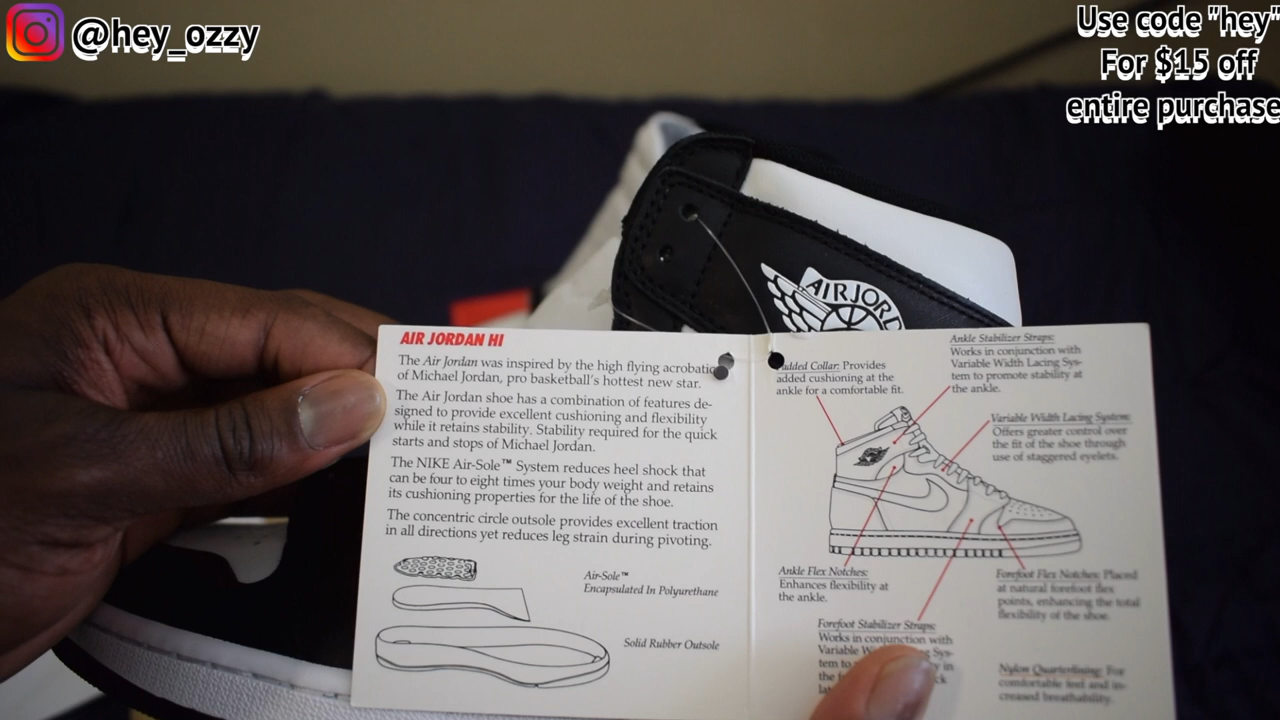 @hey_ozzy
Use code "hey"
For $15 off
entire purchase
AIR JORDAN HI
The Air Jordan was inspired by the high flying acrobatic
of Michael Jordan, pro basketball's hottest new star.
The Air Jordan shoe has a combination of features de-
signed to provide excellent cushioning and flexibility
while it retains stability. Stability required for the quick
starts and stops of Michael Jordan.
The NIKE Air-Sole™ System reduces heel shock that
can be four to eight times your body weight and retains
its cushioning properties for the life of the shoe.
The concentric circle outsole provides excellent traction
in all directions yet reduces leg strain during pivoting.
Air-Sole™
Encapsulated In Polyurethane
Solid Rubber Outsole
Padded Collar: Provides
added cushioning at the
ankle for a comfortable fit.
Ankle Stabilizer Straps:
Works in conjunction with
Variable Width Lacing Sys-
tem to promote stability at
the ankle.
Variable Width Lacing System:
Offers greater control over
the fit of the shoe through
use of staggered eyelets.
Ankle Flex Notches:
Enhances flexibility at
the ankle.
Forefoot Flex Notches: Placed
at natural forefoot flex
points, enhancing the total
flexibility of the shoe.
Forefoot Stabilizer Straps:
Works in conjunction with
Variable Sys-
tem to in
the
Nylon Quarterlining: For
comfortable feel and in-
creased breathability.
AIR JORD